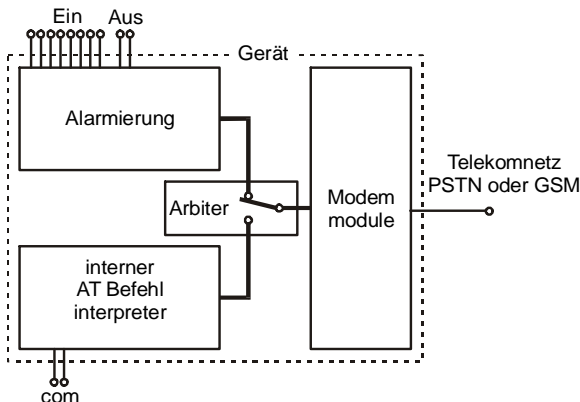 Ein Aus
Gerät
Alarmierung
Telekomnetz
PSTN oder GSM
Arbiter
Modem
module
interner
AT Befehl
interpreter
com